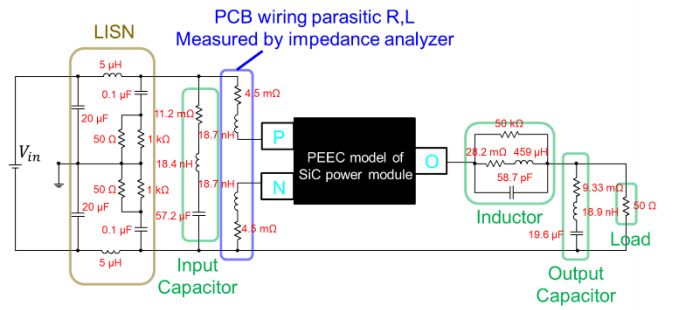 PCB wiring parasitic R,L
Measured by impedance analyzer
LISN
5 µH
0.1 µF
20 µF
50 Ω
1 kΩ
V_in
50 Ω
1 kΩ
20 µF
0.1 µF
5 µH
11.2 mΩ
18.4 nH
57.2 µF
Input
Capacitor
4.5 mΩ
18.7 nH
18.7 nH
4.5 mΩ
P
N
PEEC model of
SiC power module
O
50 kΩ
28.2 mΩ
459 µH
58.7 pF
Inductor
9.33 mΩ
18.9 nH
19.6 µF
Output
Capacitor
50 Ω
Load